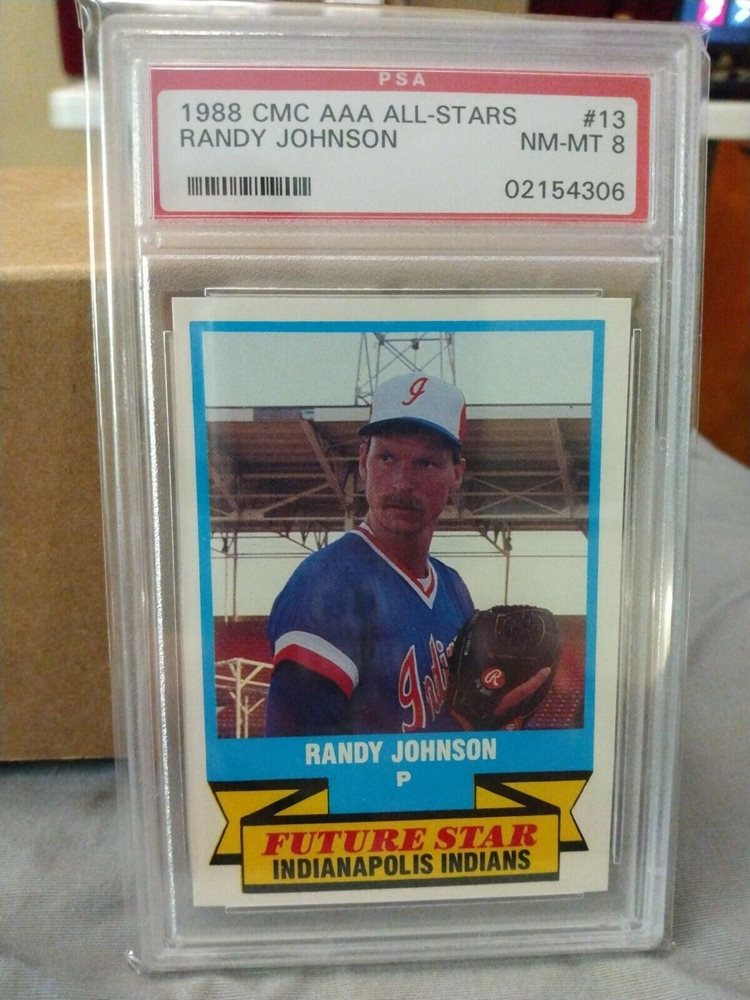 PSA
1988 CMC AAA ALL-STARS #13
RANDY JOHNSON NM-MT 8
02154306
I
Indi
R
RANDY JOHNSON
P
FUTURE STAR
INDIANAPOLIS INDIANS